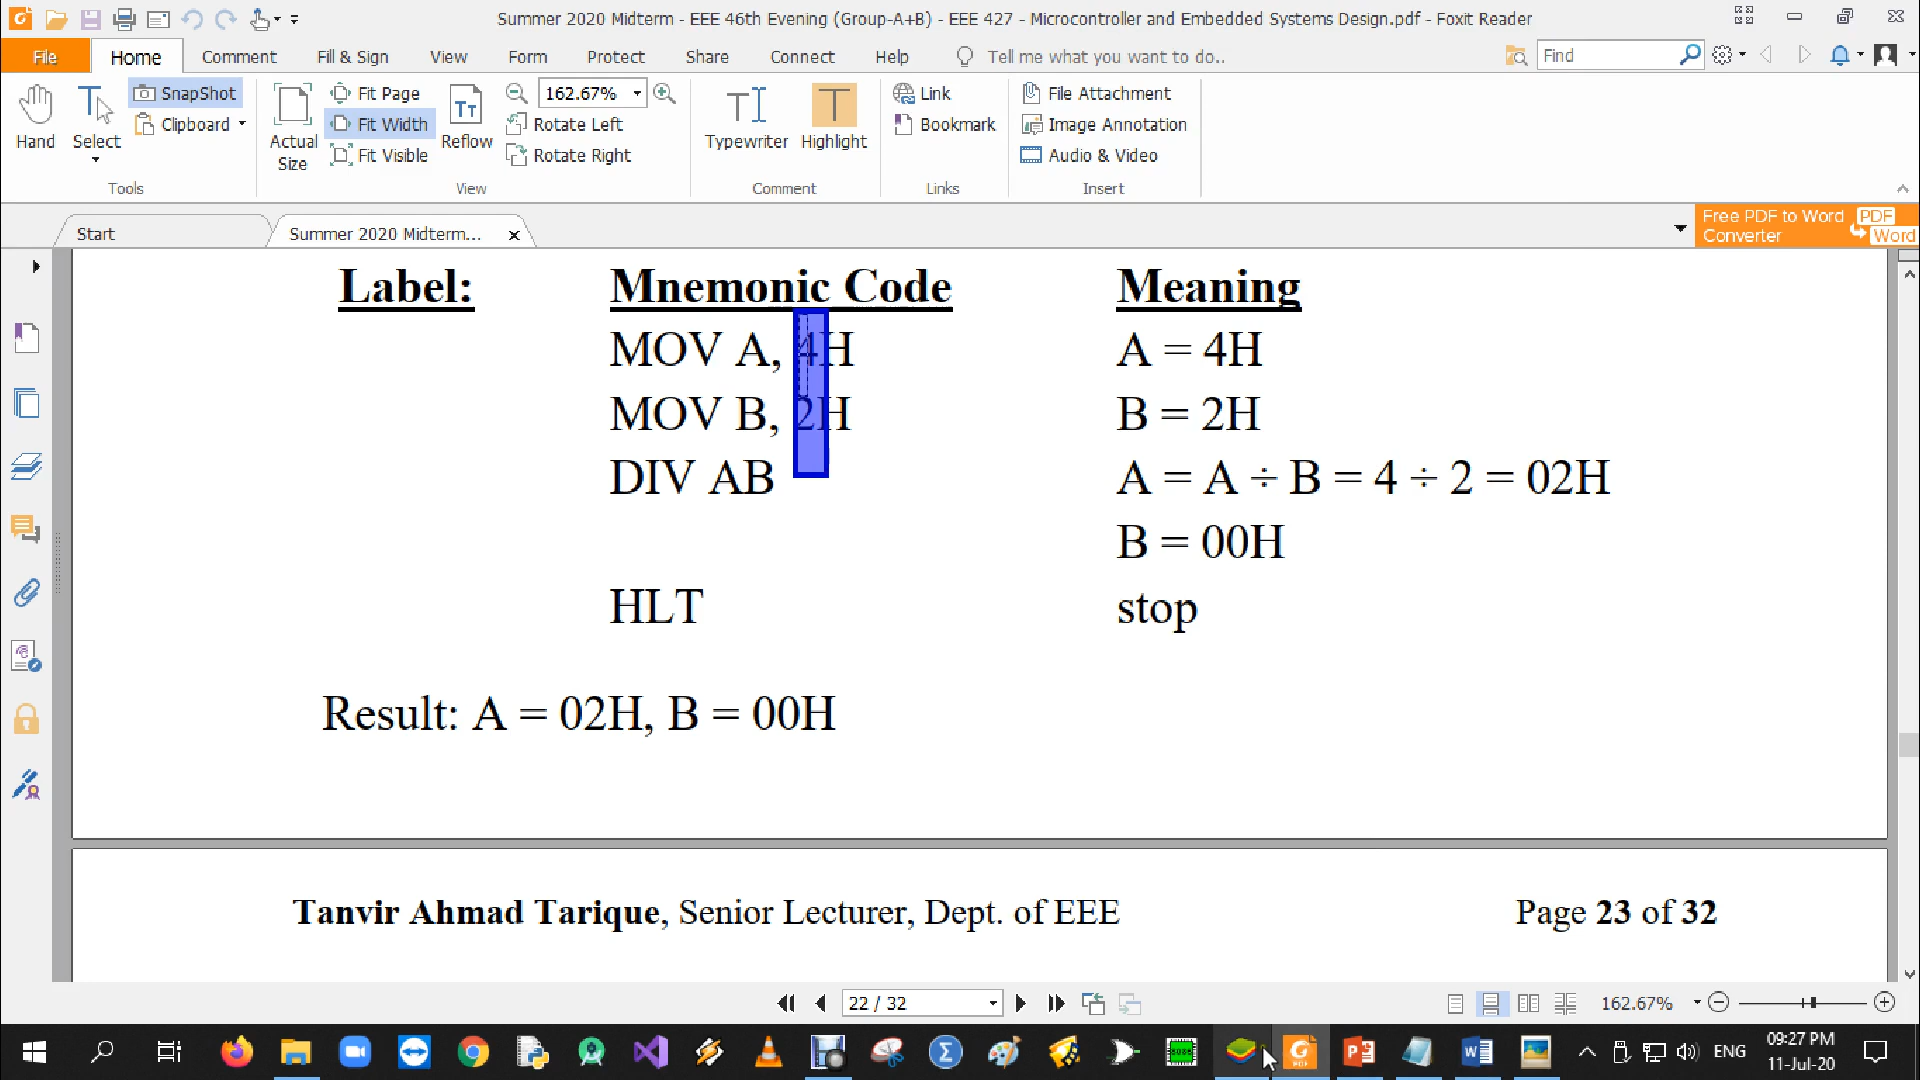 Summer 2020 Midterm - EEE 46th Evening (Group-A+B) - EEE 427 - Microcontroller and Embedded Systems Design.pdf - Foxit Reader
File Home Comment Fill & Sign View Form Protect Share Connect Help Tell me what you want to do.. Find
Hand
Select
SnapShot
Clipboard
Tools
Actual Size
Fit Page
Fit Width
Fit Visible
Reflow
162.67%
Rotate Left
Rotate Right
View
Typewriter
Highlight
Comment
Link
Bookmark
Links
File Attachment
Image Annotation
Audio & Video
Insert
Start
Summer 2020 Midterm...
Free PDF to Word Converter
PDF
Word
Label: Mnemonic Code Meaning
MOV A, 4H A = 4H
MOV B, 2H B = 2H
DIV AB A = A ÷ B = 4 ÷ 2 = 02H
B = 00H
HLT stop
Result: A = 02H, B = 00H
Tanvir Ahmad Tarique, Senior Lecturer, Dept. of EEE Page 23 of 32
22 / 32
162.67%
ENG
09:27 PM
11-Jul-20